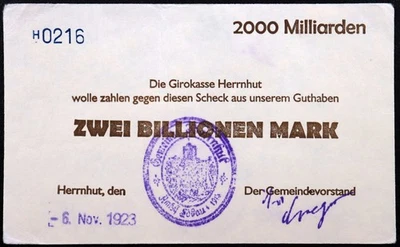 H0216
2000 Milliarden
Die Girokasse Herrnhut
wolle zahlen gegen diesen Scheck aus unserem Guthaben
ZWEI BILLIONEN MARK
Herrnhut, den
Der Gemeindevorstand
-6. Nov. 1923